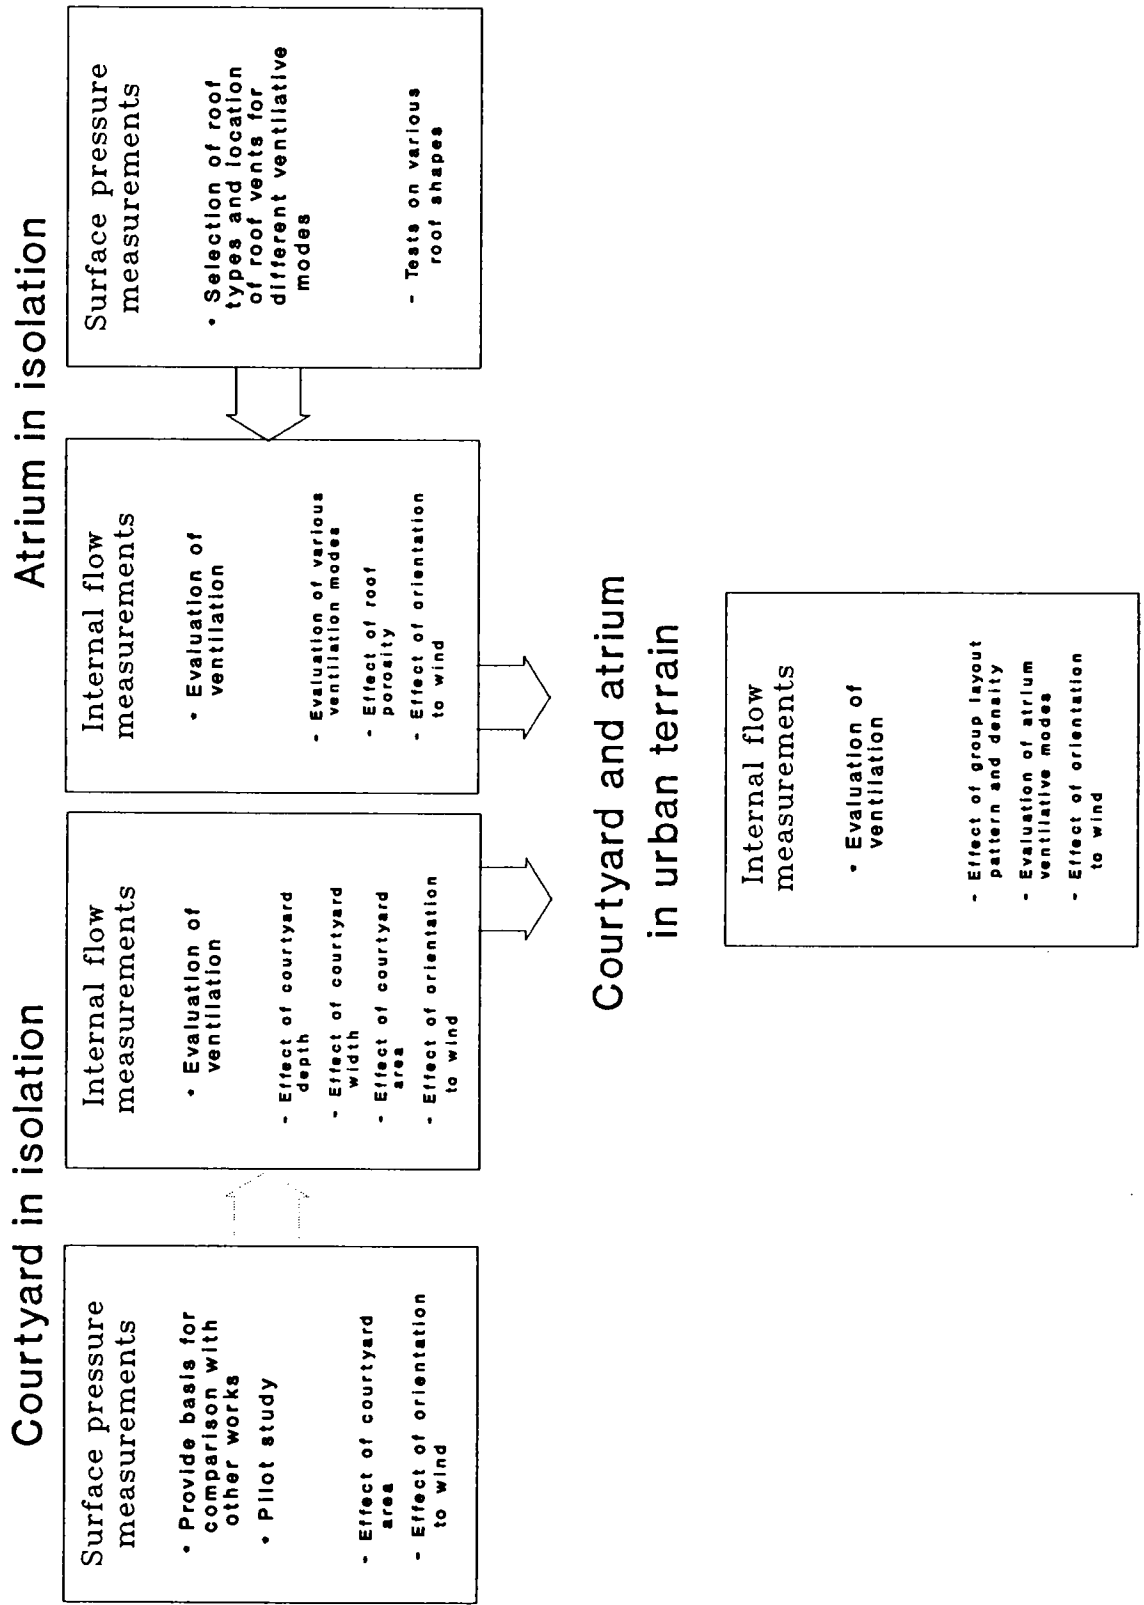 Courtyard in isolation
Surface pressure
measurements
• Provide basis for
comparison with
other works
• Pilot study
- Effect of courtyard
area
- Effect of orientation
to wind
Internal flow
measurements
• Evaluation of
ventilation
- Effect of courtyard
depth
- Effect of courtyard
width
- Effect of courtyard
area
- Effect of orientation
to wind
Atrium in isolation
Internal flow
measurements
• Evaluation of
ventilation
- Evaluation of various
ventilation modes
- Effect of roof
porosity
- Effect of orientation
to wind
Surface pressure
measurements
• Selection of roof
types and location
of roof vents for
different ventilative
modes
- Tests on various
roof shapes
Courtyard and atrium
in urban terrain
Internal flow
measurements
• Evaluation of
ventilation
- Effect of group layout
pattern and density
- Evaluation of atrium
ventilative modes
- Effect of orientation
to wind